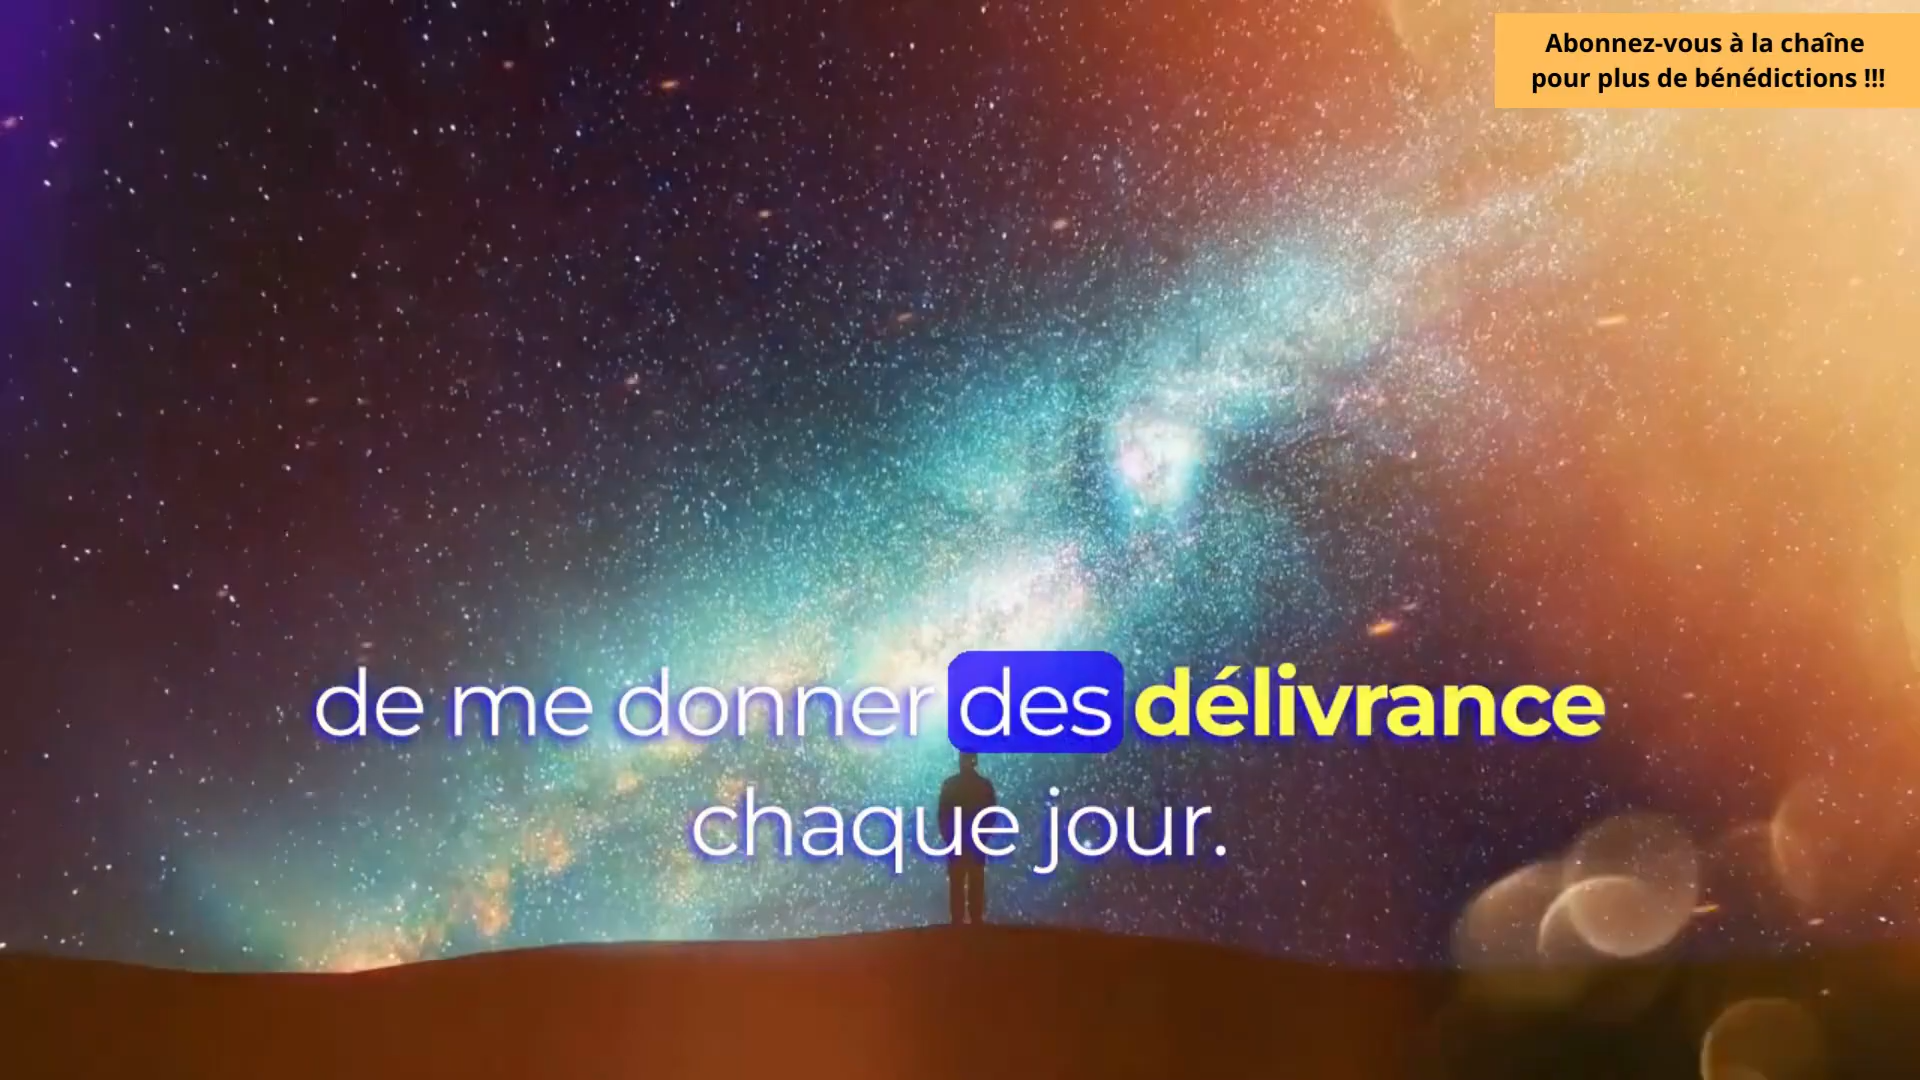 Abonnez-vous à la chaîne
pour plus de bénédictions !!!
de me donner des délivrance
chaque jour.